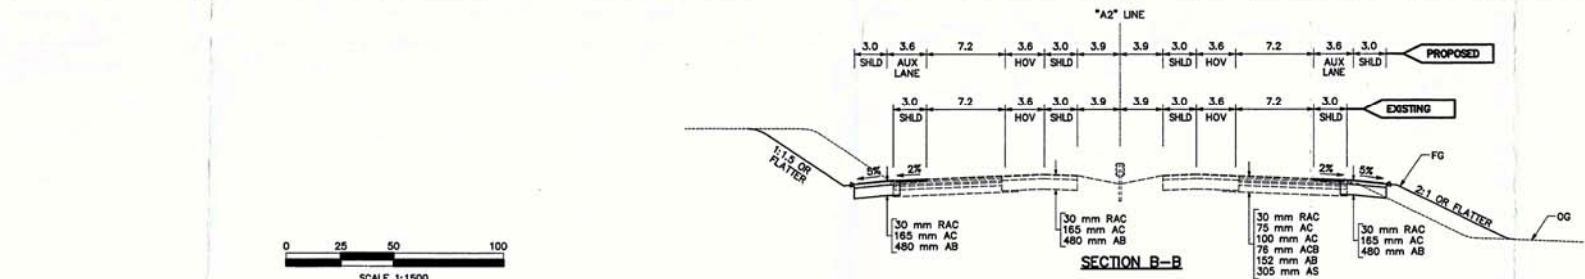 "A2" LINE
3.0 3.6 7.2 3.6 3.0 3.9 3.9 3.0 3.6 7.2 3.6 3.0
SHLD AUX LANE HOV SHLD SHLD HOV AUX LANE SHLD
PROPOSED
3.0 7.2 3.6 3.0 3.9 3.9 3.0 3.6 7.2 3.0
SHLD HOV SHLD SHLD HOV SHLD
EXISTING
1:1.5 OR
FLATTER
5% 2%
2% 5%
FG
2:1 OR FLATTER
OG
30 mm RAC
165 mm AC
480 mm AB
30 mm RAC
165 mm AC
480 mm AB
30 mm RAC
75 mm AC
100 mm AC
76 mm ACB
152 mm AB
305 mm AS
30 mm RAC
165 mm AC
480 mm AB
SECTION B-B
0 25 50 100
SCALE 1:1500